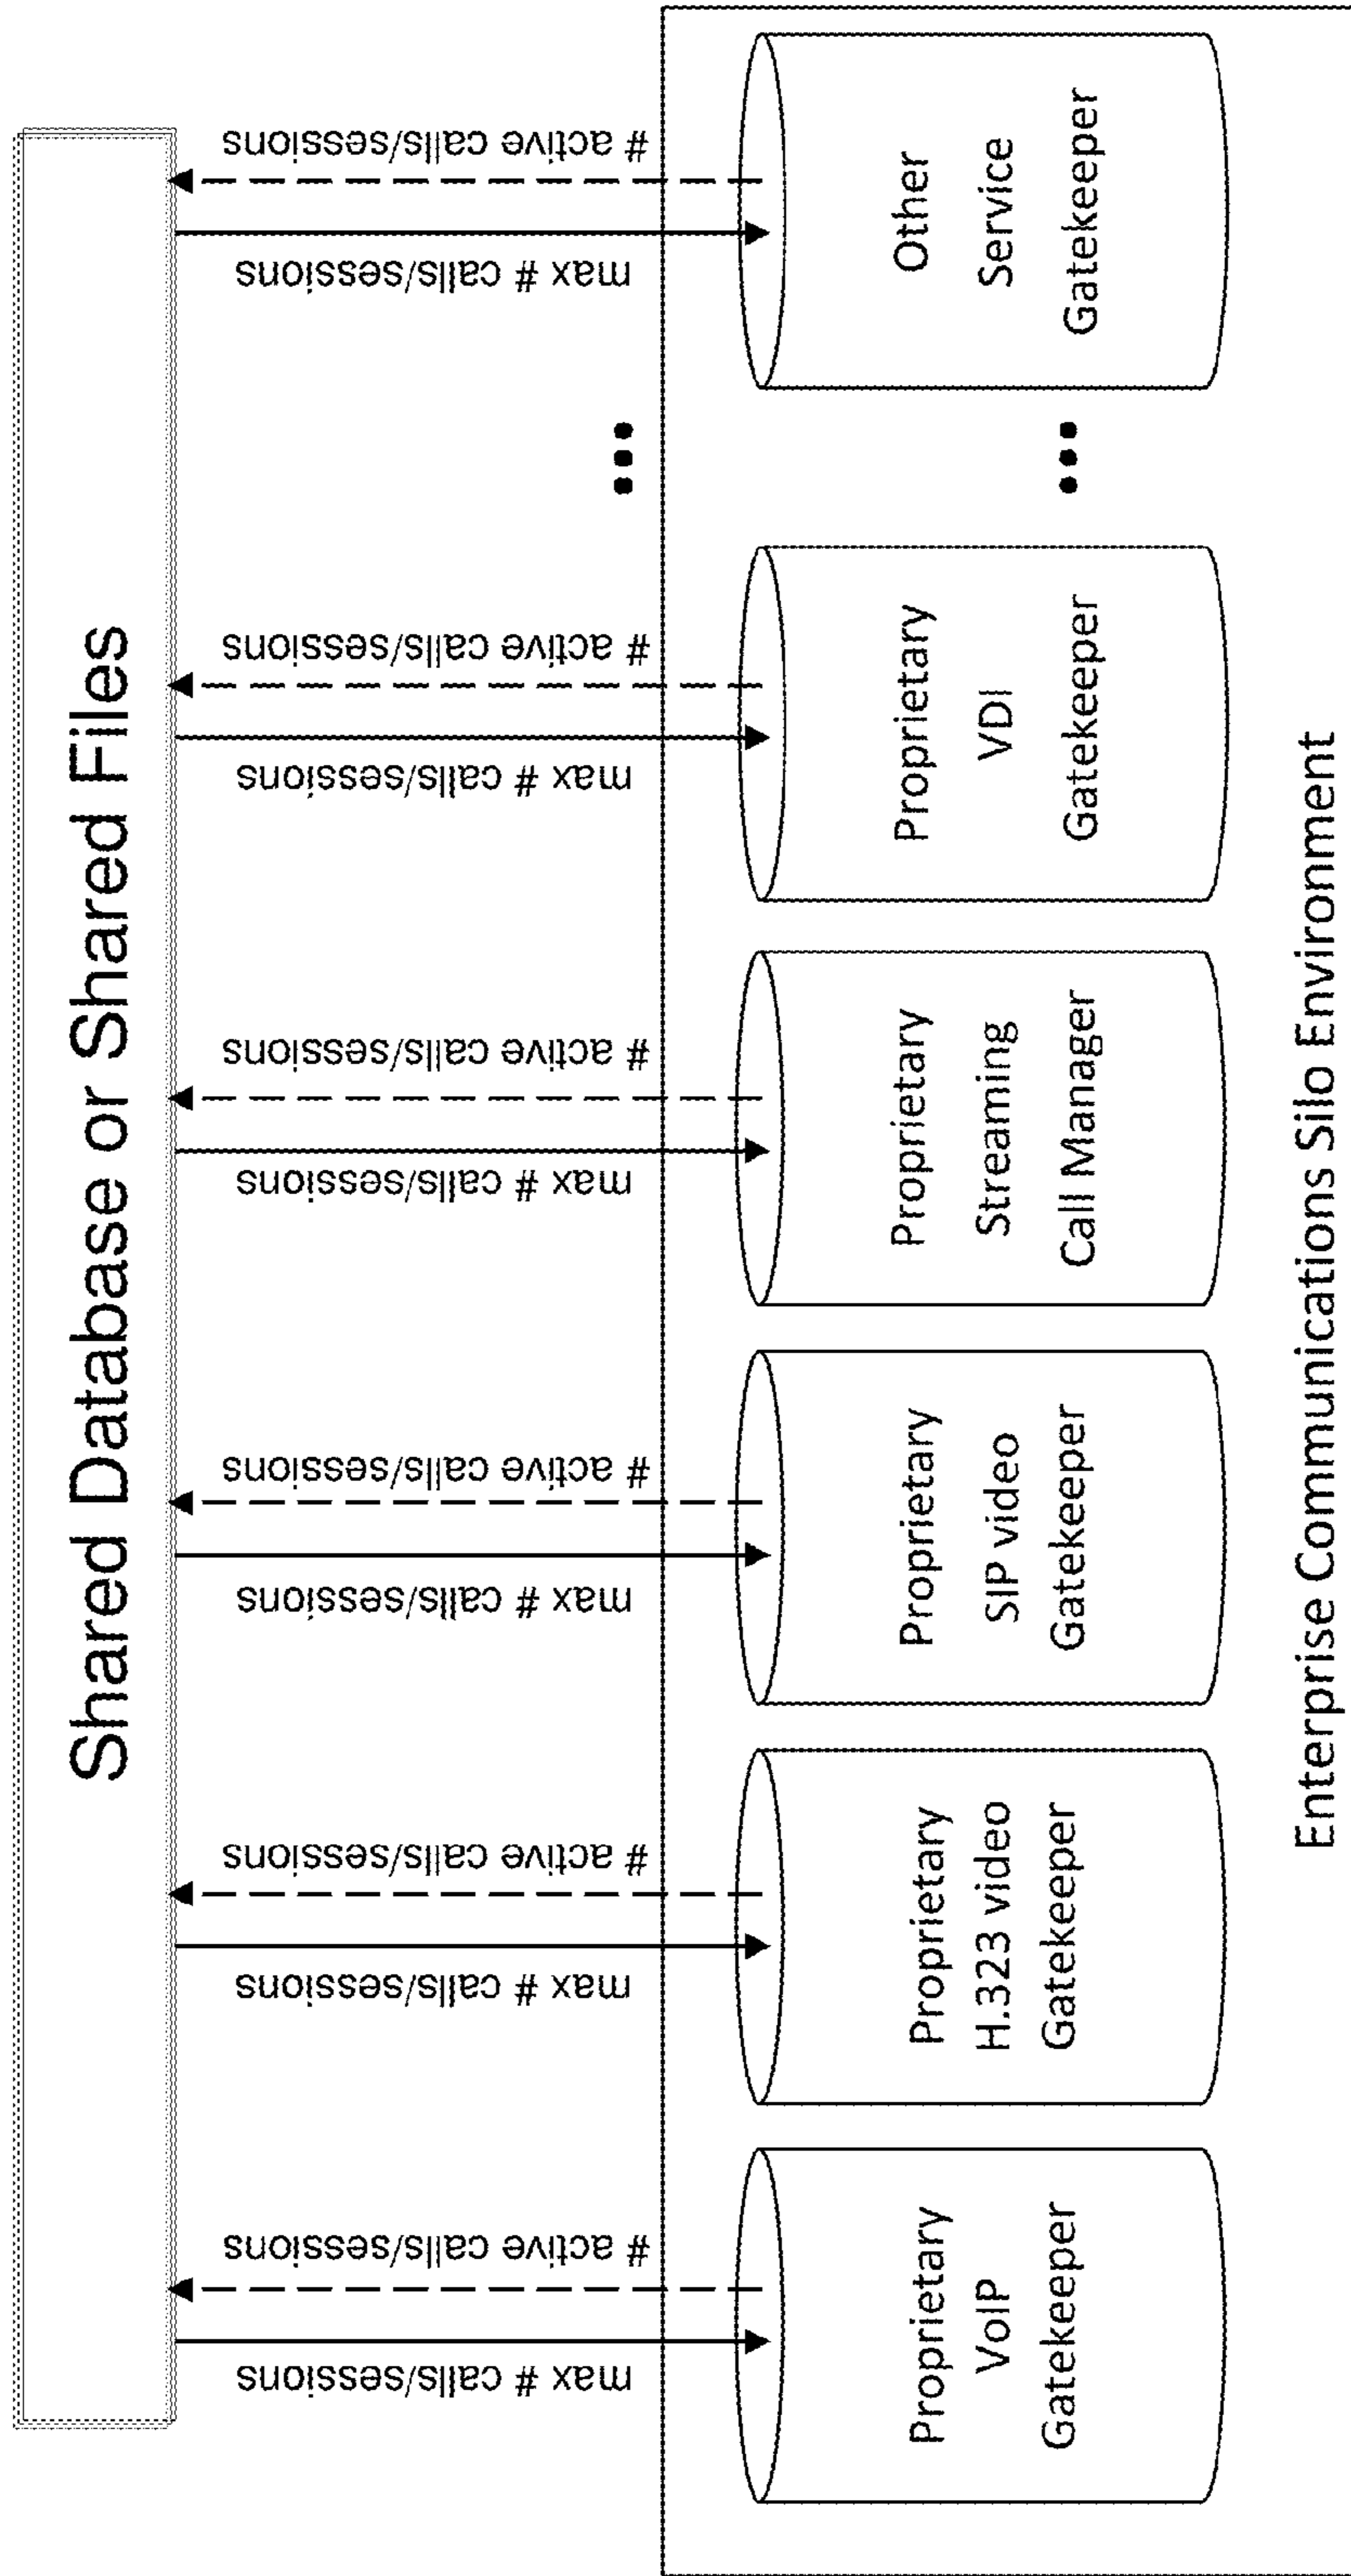 Shared Database or Shared Files
max # calls/sessions
# active calls/sessions
max # calls/sessions
# active calls/sessions
max # calls/sessions
# active calls/sessions
max # calls/sessions
# active calls/sessions
max # calls/sessions
# active calls/sessions
•••
max # calls/sessions
# active calls/sessions
Proprietary
VoIP
Gatekeeper
Proprietary
H.323 video
Gatekeeper
Proprietary
SIP video
Gatekeeper
Proprietary
Streaming
Call Manager
Proprietary
VDI
Gatekeeper
•••
Other
Service
Gatekeeper
Enterprise Communications Silo Environment